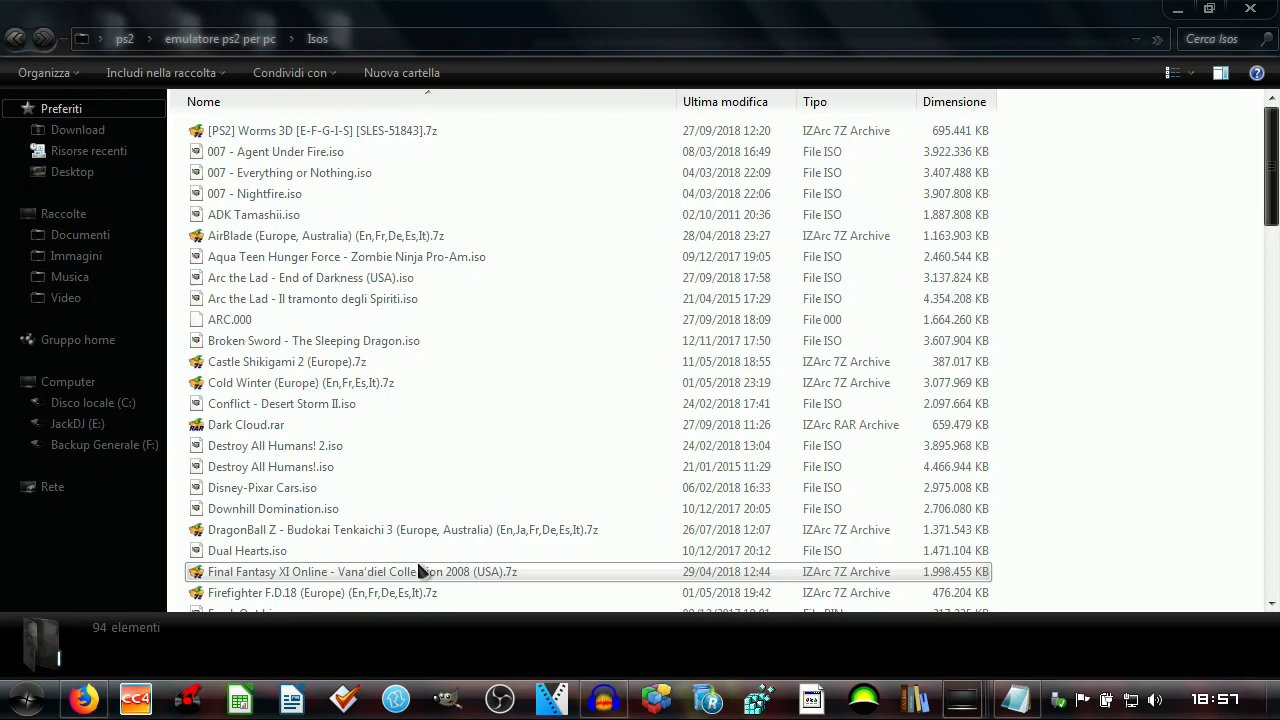 ps2 emulatore ps2 per pc Isos Cerca Isos
Organizza Includi nella raccolta Condividi con Nuova cartella
Preferiti
Download
Risorse recenti
Desktop
Raccolte
Documenti
Immagini
Musica
Video
Gruppo home
Computer
Disco locale (C:)
JackDJ (E:)
Backup Generale (F:)
Rete
Nome Ultima modifica Tipo Dimensione
[PS2] Worms 3D [E-F-G-I-S] [SLES-51843].7z 27/09/2018 12:20 IZArc 7Z Archive 695.441 KB
007 - Agent Under Fire.iso 08/03/2018 16:49 File ISO 3.922.336 KB
007 - Everything or Nothing.iso 04/03/2018 22:09 File ISO 3.407.488 KB
007 - Nightfire.iso 04/03/2018 22:06 File ISO 3.907.808 KB
ADK Tamashii.iso 02/10/2011 20:36 File ISO 1.887.808 KB
AirBlade (Europe, Australia) (En,Fr,De,Es,It).7z 28/04/2018 23:27 IZArc 7Z Archive 1.163.903 KB
Aqua Teen Hunger Force - Zombie Ninja Pro-Am.iso 09/12/2017 19:05 File ISO 2.460.544 KB
Arc the Lad - End of Darkness (USA).iso 27/09/2018 17:58 File ISO 3.137.824 KB
Arc the Lad - Il tramonto degli Spiriti.iso 21/04/2015 17:29 File ISO 4.354.208 KB
ARC.000 27/09/2018 18:09 File 000 1.664.260 KB
Broken Sword - The Sleeping Dragon.iso 12/11/2017 17:50 File ISO 3.607.904 KB
Castle Shikigami 2 (Europe).7z 11/05/2018 18:55 IZArc 7Z Archive 387.017 KB
Cold Winter (Europe) (En,Fr,Es,It).7z 01/05/2018 23:19 IZArc 7Z Archive 3.077.969 KB
Conflict - Desert Storm II.iso 24/02/2018 17:41 File ISO 2.097.664 KB
Dark Cloud.rar 27/09/2018 11:26 IZArc RAR Archive 659.479 KB
Destroy All Humans! 2.iso 24/02/2018 13:04 File ISO 3.895.968 KB
Destroy All Humans!.iso 21/01/2015 11:29 File ISO 4.466.944 KB
Disney-Pixar Cars.iso 06/02/2018 16:33 File ISO 2.975.008 KB
Downhill Domination.iso 10/12/2017 20:05 File ISO 2.706.080 KB
DragonBall Z - Budokai Tenkaichi 3 (Europe, Australia) (En,Ja,Fr,De,Es,It).7z 26/07/2018 12:07 IZArc 7Z Archive 1.371.543 KB
Dual Hearts.iso 10/12/2017 20:12 File ISO 1.471.104 KB
Final Fantasy XI Online - Vana'diel Collection 2008 (USA).7z 29/04/2018 12:44 IZArc 7Z Archive 1.998.455 KB
Firefighter F.D.18 (Europe) (En,Fr,De,Es,It).7z 01/05/2018 19:42 IZArc 7Z Archive 476.204 KB
94 elementi
CC4
18:57